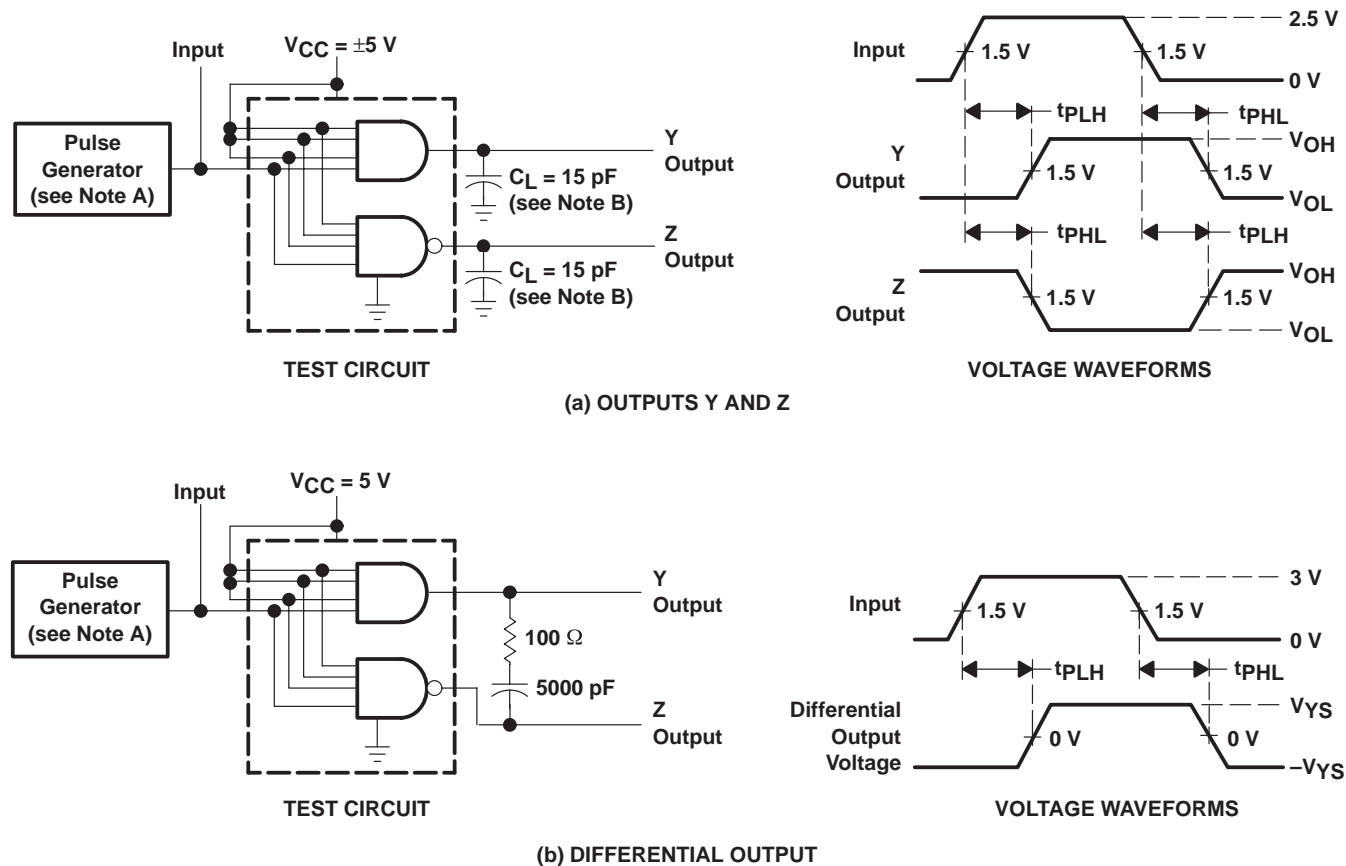 Input
VCC = ±5 V
Pulse
Generator
(see Note A)
Y
Output
CL = 15 pF
(see Note B)
Z
Output
CL = 15 pF
(see Note B)
TEST CIRCUIT
Input
2.5 V
1.5 V
1.5 V
0 V
tPLH
tPHL
Y
Output
VOH
1.5 V
1.5 V
VOL
tPHL
tPLH
Z
Output
VOH
1.5 V
1.5 V
VOL
VOLTAGE WAVEFORMS
(a) OUTPUTS Y AND Z
Input
VCC = 5 V
Pulse
Generator
(see Note A)
Y
Output
100 Ω
5000 pF
Z
Output
TEST CIRCUIT
Input
3 V
1.5 V
1.5 V
0 V
tPLH
tPHL
Differential
Output
Voltage
VYS
0 V
0 V
–VYS
VOLTAGE WAVEFORMS
(b) DIFFERENTIAL OUTPUT